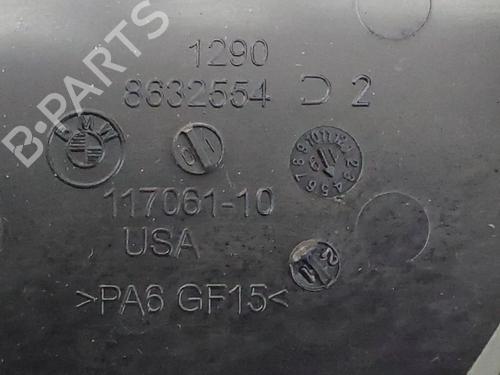 B-PARTS
1290
8632554 D 2
BMW
117061-10
USA
>PA6 GF15<